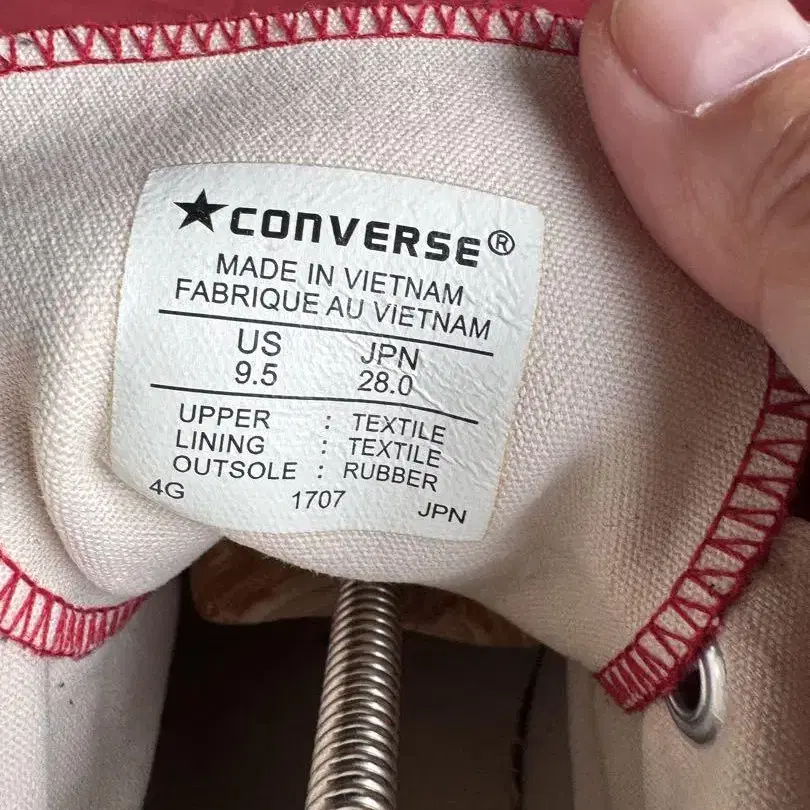 ★CONVERSE®
MADE IN VIETNAM
FABRIQUE AU VIETNAM
US JPN
9.5 28.0
UPPER : TEXTILE
LINING : TEXTILE
OUTSOLE : RUBBER
4G 1707 JPN